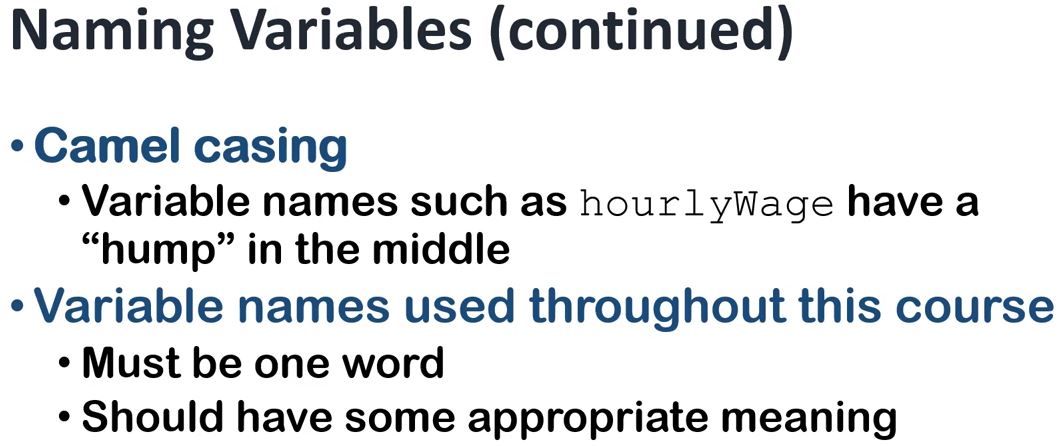 Naming Variables (continued)
• Camel casing
• Variable names such as hourlyWage have a
“hump” in the middle
• Variable names used throughout this course
• Must be one word
• Should have some appropriate meaning